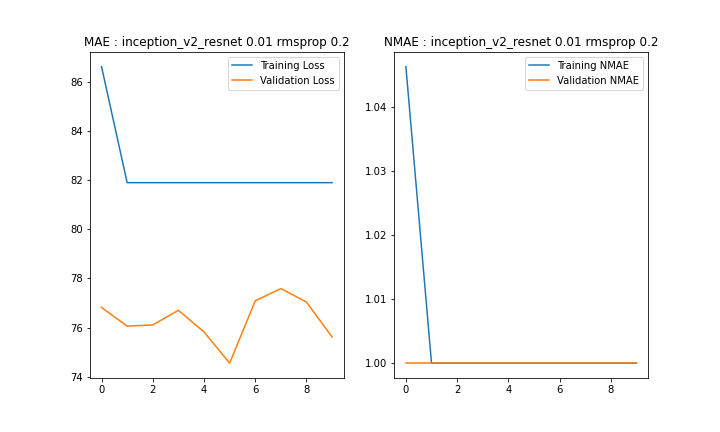 MAE : inception_v2_resnet 0.01 rmsprop 0.2
Training Loss
Validation Loss
86
84
82
80
78
76
74
0 2 4 6 8
NMAE : inception_v2_resnet 0.01 rmsprop 0.2
Training NMAE
Validation NMAE
1.04
1.03
1.02
1.01
1.00
0 2 4 6 8